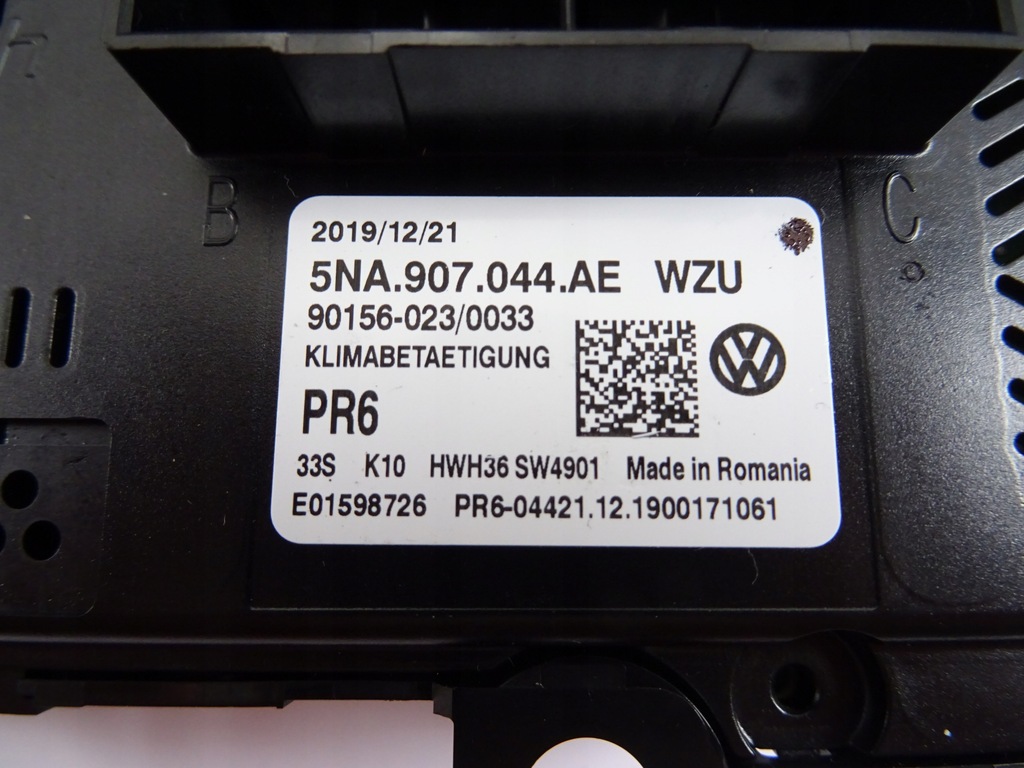 B
C
2019/12/21
5NA.907.044.AE WZU
90156-023/0033
KLIMABETAETIGUNG
PR6
33S K10 HWH36 SW4901 Made in Romania
E01598726 PR6-04421.12.1900171061